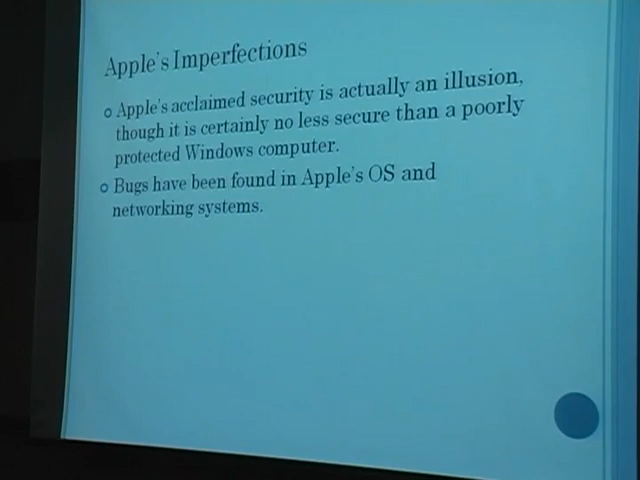 Apple's Imperfections
Apple's acclaimed security is actually an illusion,
though it is certainly no less secure than a poorly
protected Windows computer.
Bugs have been found in Apple's OS and
networking systems.